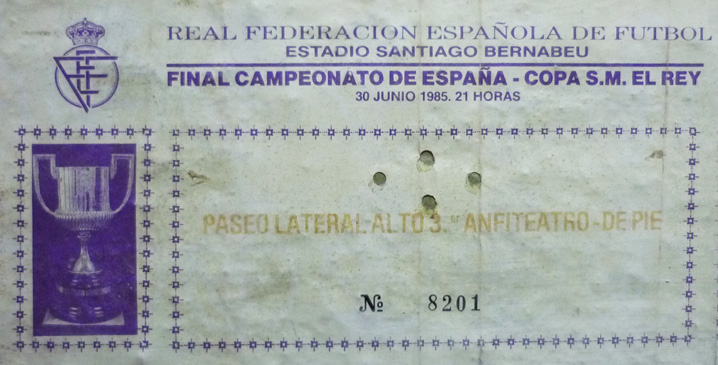 REAL FEDERACION ESPAÑOLA DE FUTBOL
ESTADIO SANTIAGO BERNABEU
FINAL CAMPEONATO DE ESPAÑA - COPA S.M. EL REY
30 JUNIO 1985. 21 HORAS
PASEO LATERAL ALTO 3.er ANFITEATRO - DE PIE
№ 8201